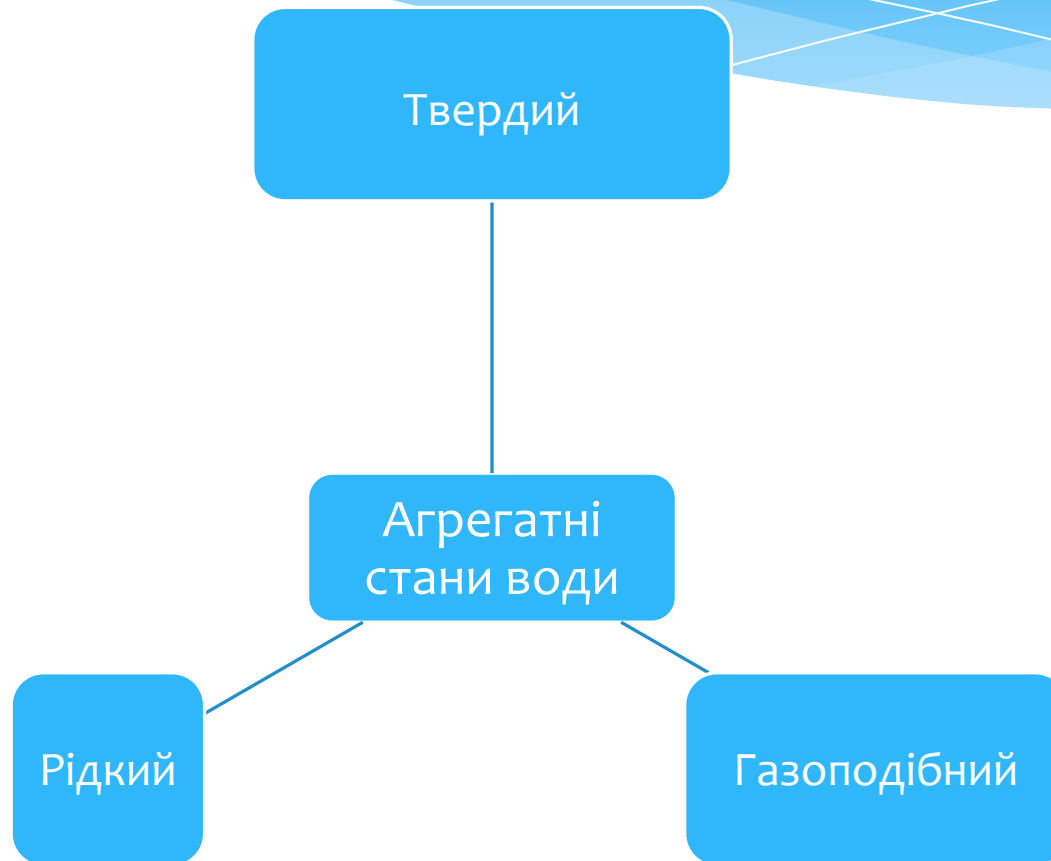 Твердий
Агрегатні
стани води
Рідкий
Газоподібний